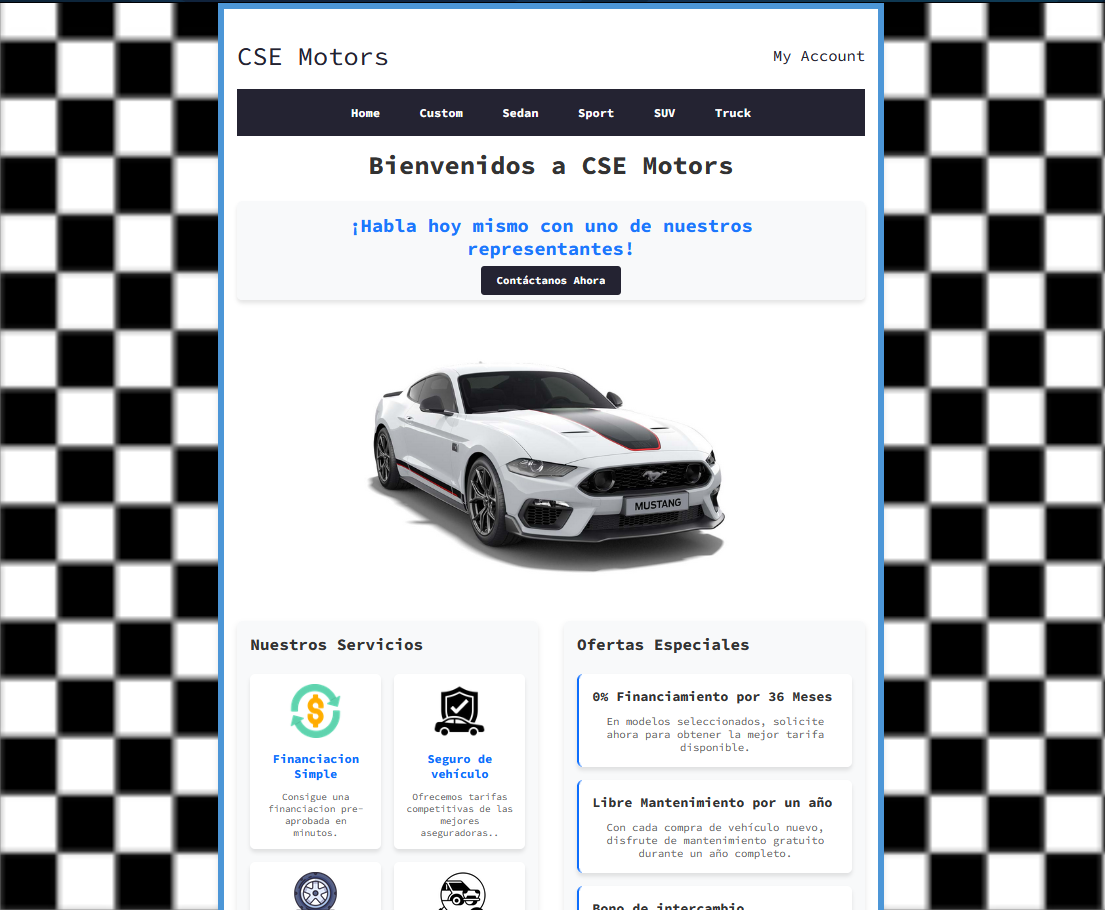 CSE Motors
My Account
Home Custom Sedan Sport SUV Truck
Bienvenidos a CSE Motors
¡Habla hoy mismo con uno de nuestros
representantes!
Contáctanos Ahora
MUSTANG
Nuestros Servicios
Financiacion
Simple
Consigue una
financiacion pre-
aprobada en
minutos.
Seguro de
vehículo
Ofrecemos tarifas
competitivas de las
mejores
aseguradoras..
Ofertas Especiales
0% Financiamiento por 36 Meses
En modelos seleccionados, solicite
ahora para obtener la mejor tarifa
disponible.
Libre Mantenimiento por un año
Con cada compra de vehículo nuevo,
disfrute de mantenimiento gratuito
durante un año completo.
Bono de intercambio